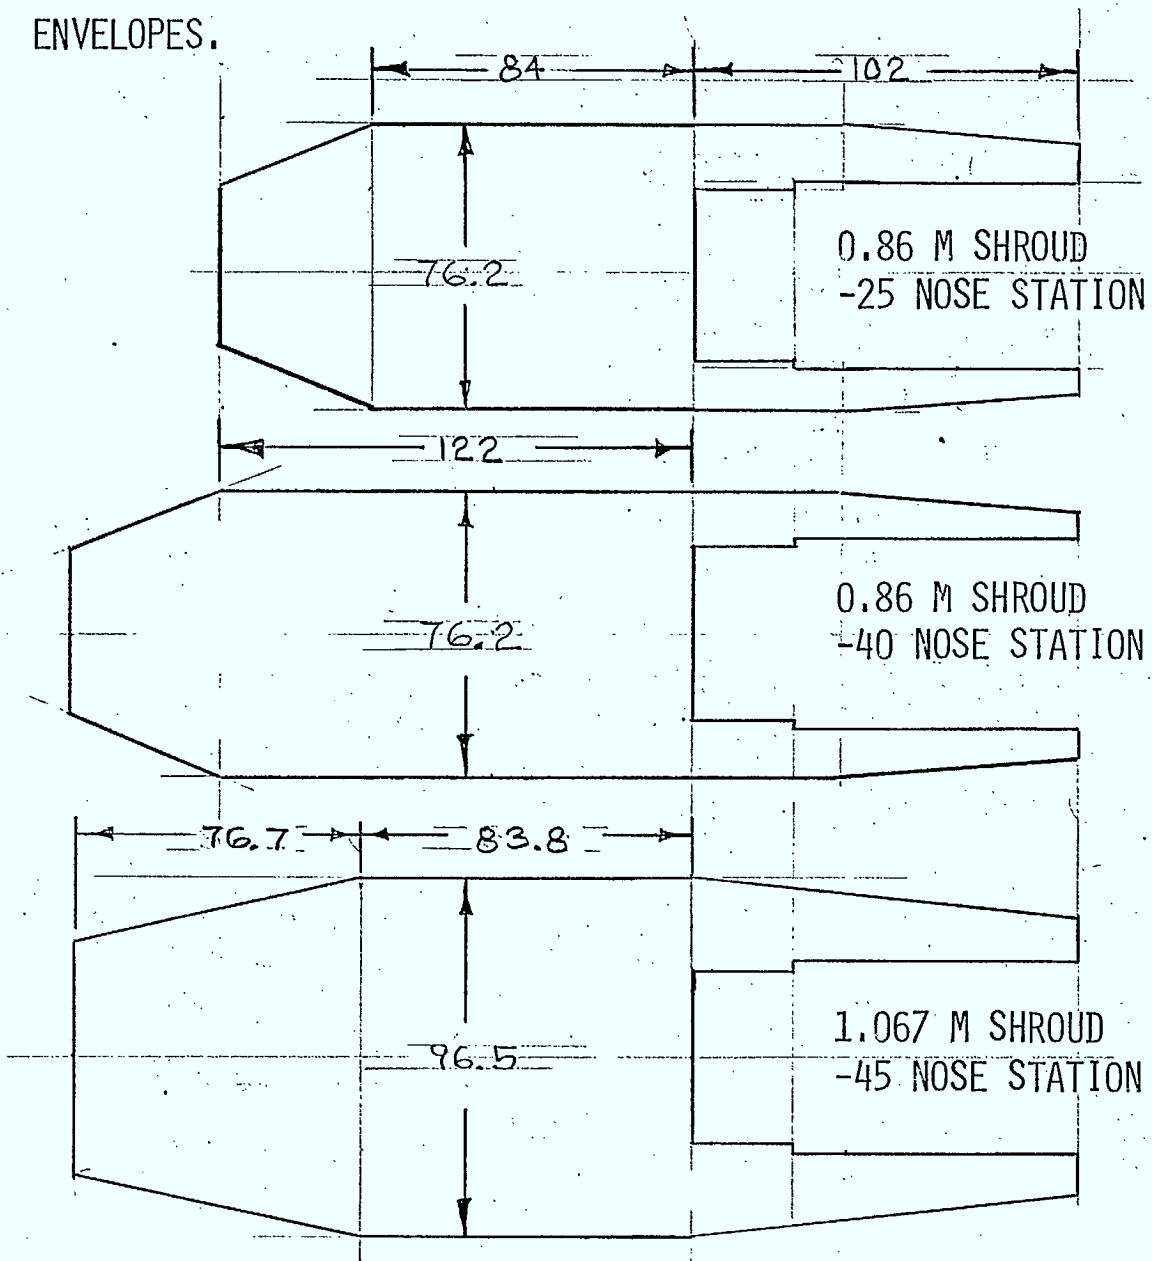 ENVELOPES.
84
102
76.2
0.86 M SHROUD
-25 NOSE STATION
122
76.2
0.86 M SHROUD
-40 NOSE STATION
76.7
83.8
96.5
1.067 M SHROUD
-45 NOSE STATION